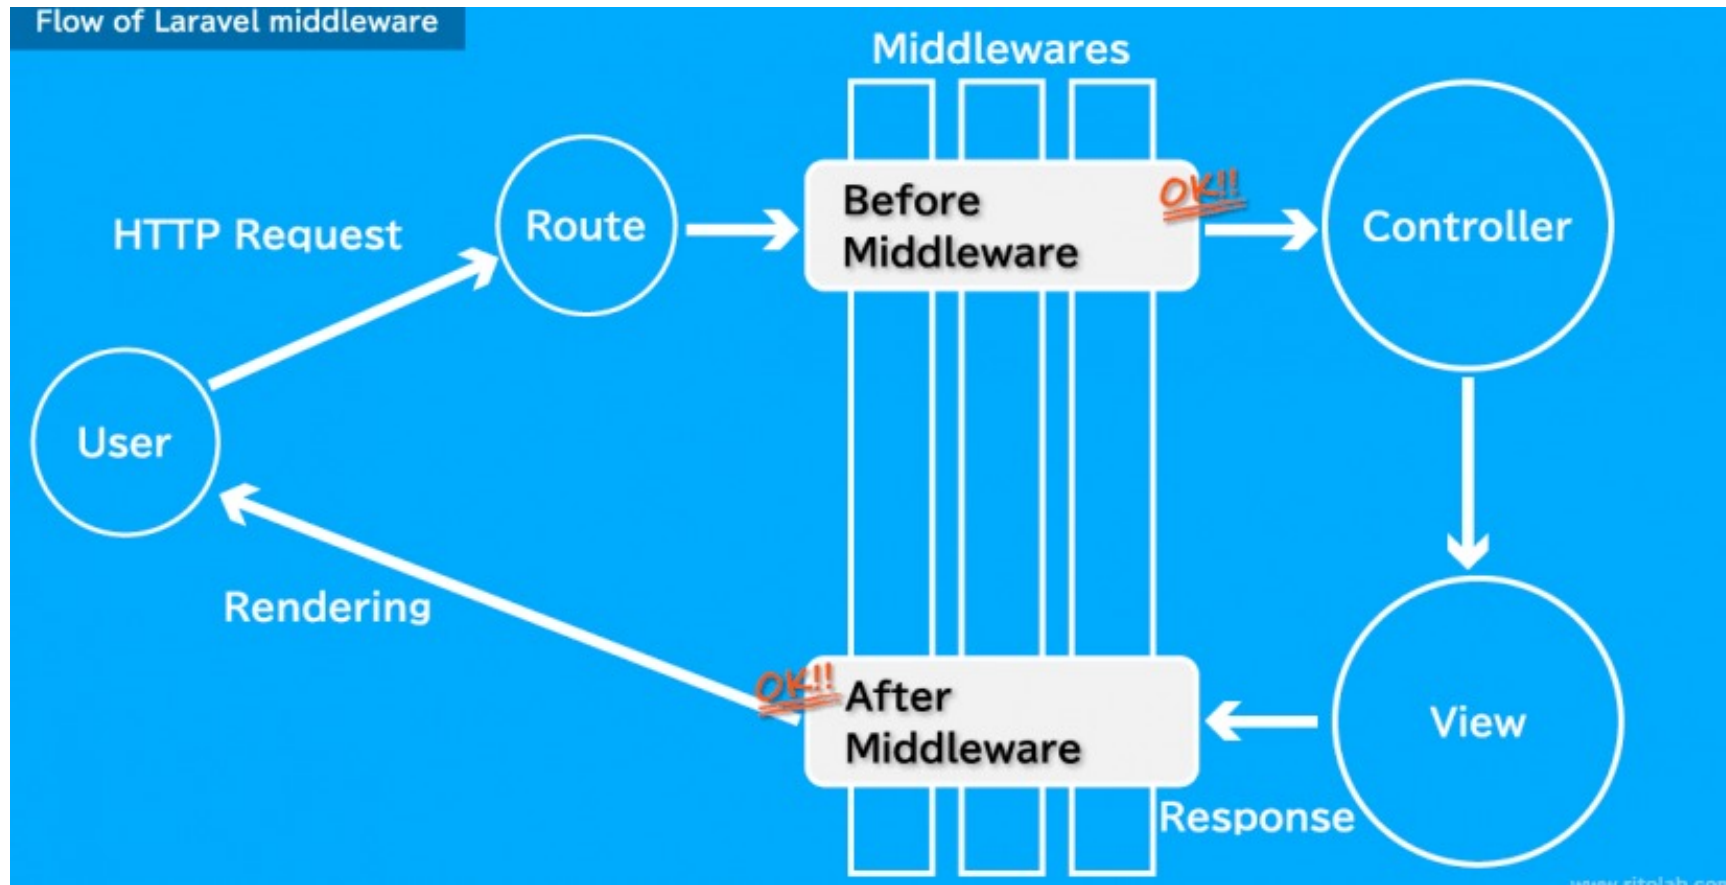 Flow of Laravel middleware
Middlewares
HTTP Request
Route
Before
Middleware
OK!!
Controller
User
Rendering
OK!!
After
Middleware
View
Response